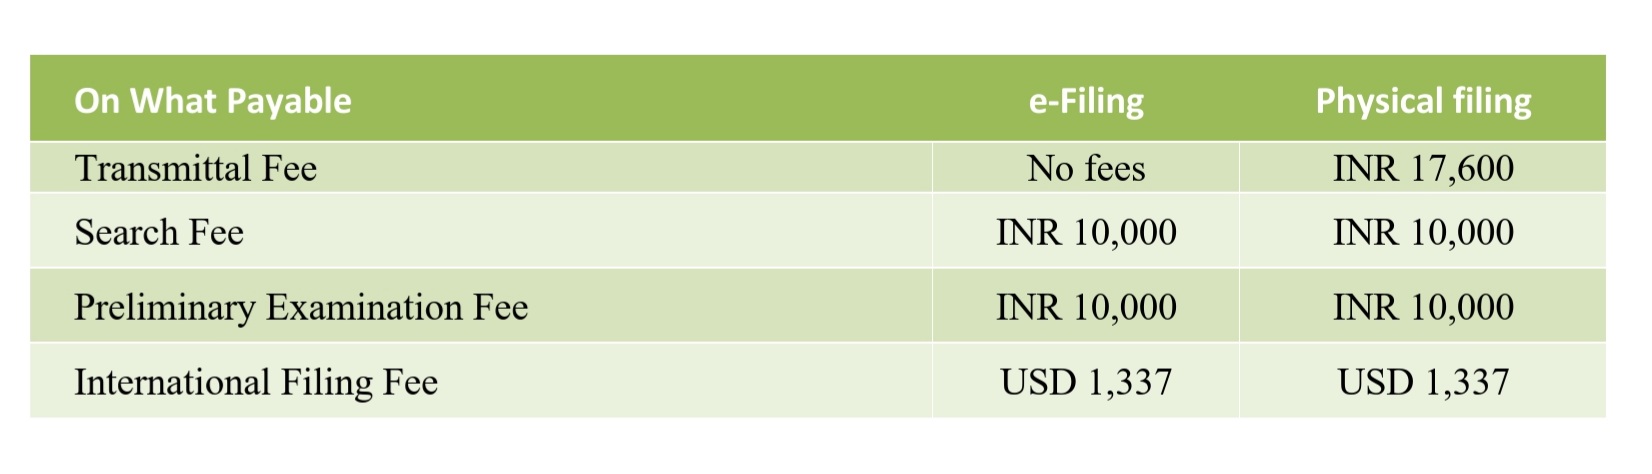 On What Payable e-Filing Physical filing
Transmittal Fee No fees INR 17,600
Search Fee INR 10,000 INR 10,000
Preliminary Examination Fee INR 10,000 INR 10,000
International Filing Fee USD 1,337 USD 1,337